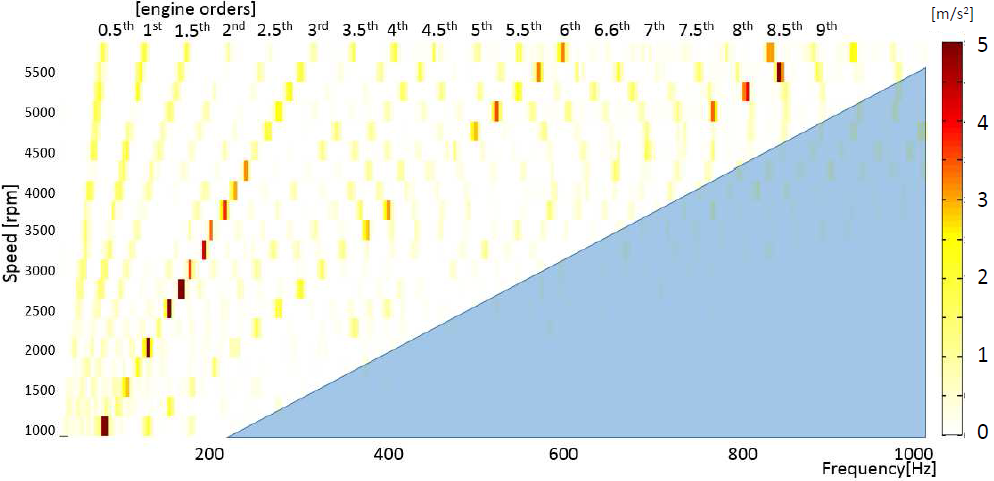 [engine orders]
[m/s²]
0.5th 1st 1.5th 2nd 2.5th 3rd 3.5th 4th 4.5th 5th 5.5th 6th 6.6th 7th 7.5th 8th 8.5th 9th
5500
5000
4500
4000
3500
3000
2500
2000
1500
1000
Speed [rpm]
200 400 600 800 1000
Frequency[Hz]
5
4
3
2
1
0